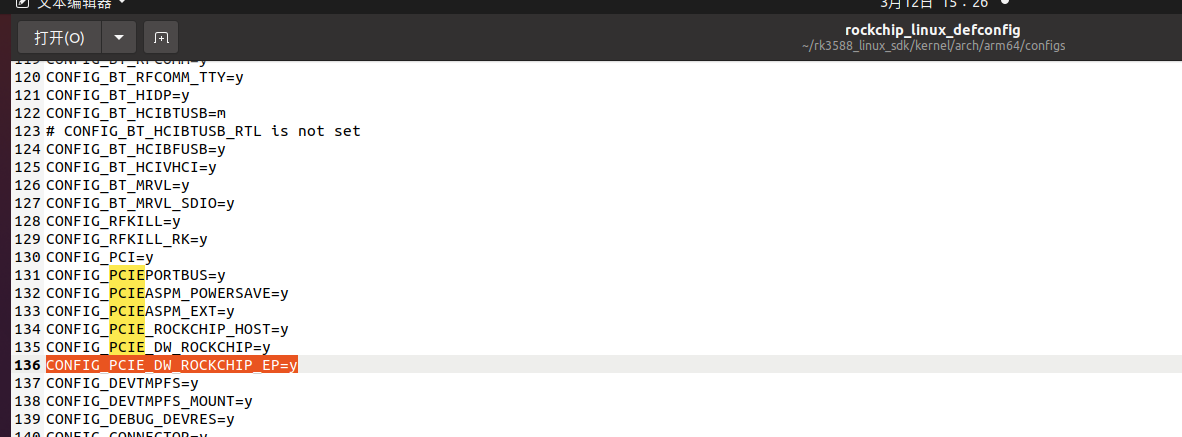 文本编辑器
3月12日 15：26
打开(O)
rockchip_linux_defconfig
~/rk3588_linux_sdk/kernel/arch/arm64/configs
119 CONFIG_BT_RFCOMM=y
120 CONFIG_BT_RFCOMM_TTY=y
121 CONFIG_BT_HIDP=y
122 CONFIG_BT_HCIBTUSB=m
123 # CONFIG_BT_HCIBTUSB_RTL is not set
124 CONFIG_BT_HCIBFUSB=y
125 CONFIG_BT_HCIVHCI=y
126 CONFIG_BT_MRVL=y
127 CONFIG_BT_MRVL_SDIO=y
128 CONFIG_RFKILL=y
129 CONFIG_RFKILL_RK=y
130 CONFIG_PCI=y
131 CONFIG_PCIEPORTBUS=y
132 CONFIG_PCIEASPM_POWERSAVE=y
133 CONFIG_PCIEASPM_EXT=y
134 CONFIG_PCIE_ROCKCHIP_HOST=y
135 CONFIG_PCIE_DW_ROCKCHIP=y
136 CONFIG_PCIE_DW_ROCKCHIP_EP=y
137 CONFIG_DEVTMPFS=y
138 CONFIG_DEVTMPFS_MOUNT=y
139 CONFIG_DEBUG_DEVRES=y
140 CONFIG_CONNECTOR=y